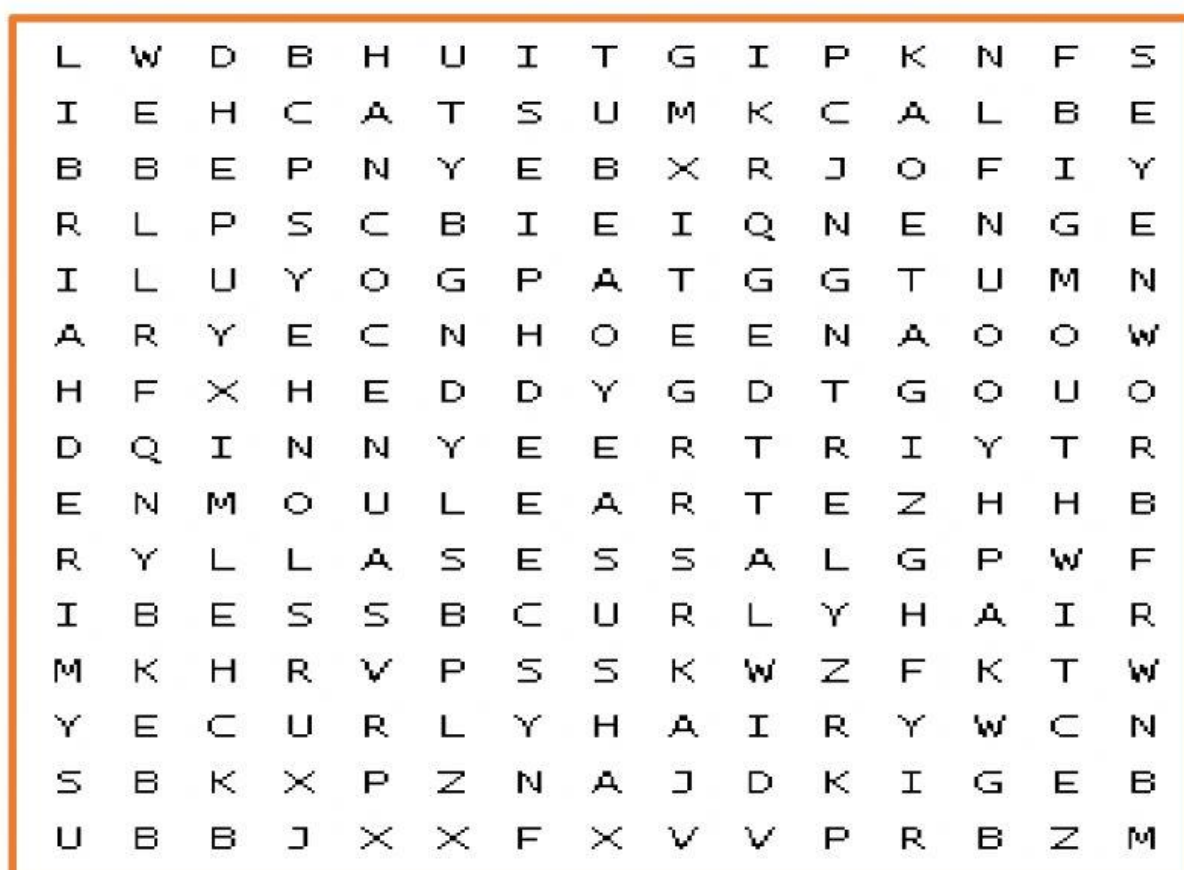 L W D B H U I T G I P K N F S
I E H C A T S U M K C A L B E
B B E P N Y E B X R J O F I Y
R L P S C B I E I Q N E N G E
I L U Y O G P A T G G T U M N
A R Y E C N H O E E N A O O W
H F X H E D D Y G D T G O U O
D Q I N N Y E E R T R I Y T R
E N M O U L E A R T E Z H H B
R Y L L A S E S S A L G P W F
I B E S S B C U R L Y H A I R
M K H R V P S S K W Z F K T W
Y E C U R L Y H A I R Y W C N
S B K X P Z N A J D K I G E B
U B B J X X F X V V P R B Z M